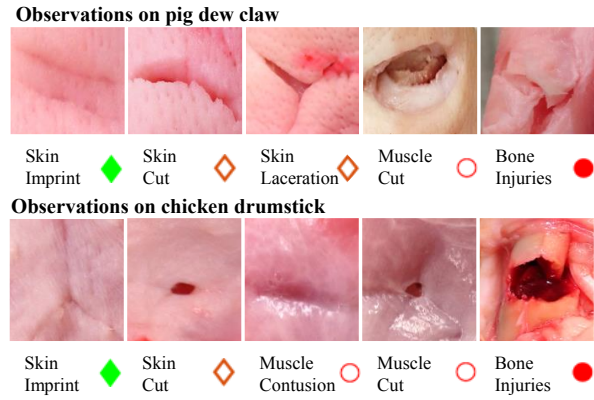 Observations on pig dew claw
Skin Skin Skin Muscle Bone
Imprint Cut Laceration Cut Injuries
Observations on chicken drumstick
Skin Skin Muscle Muscle Bone
Imprint Cut Contusion Cut Injuries